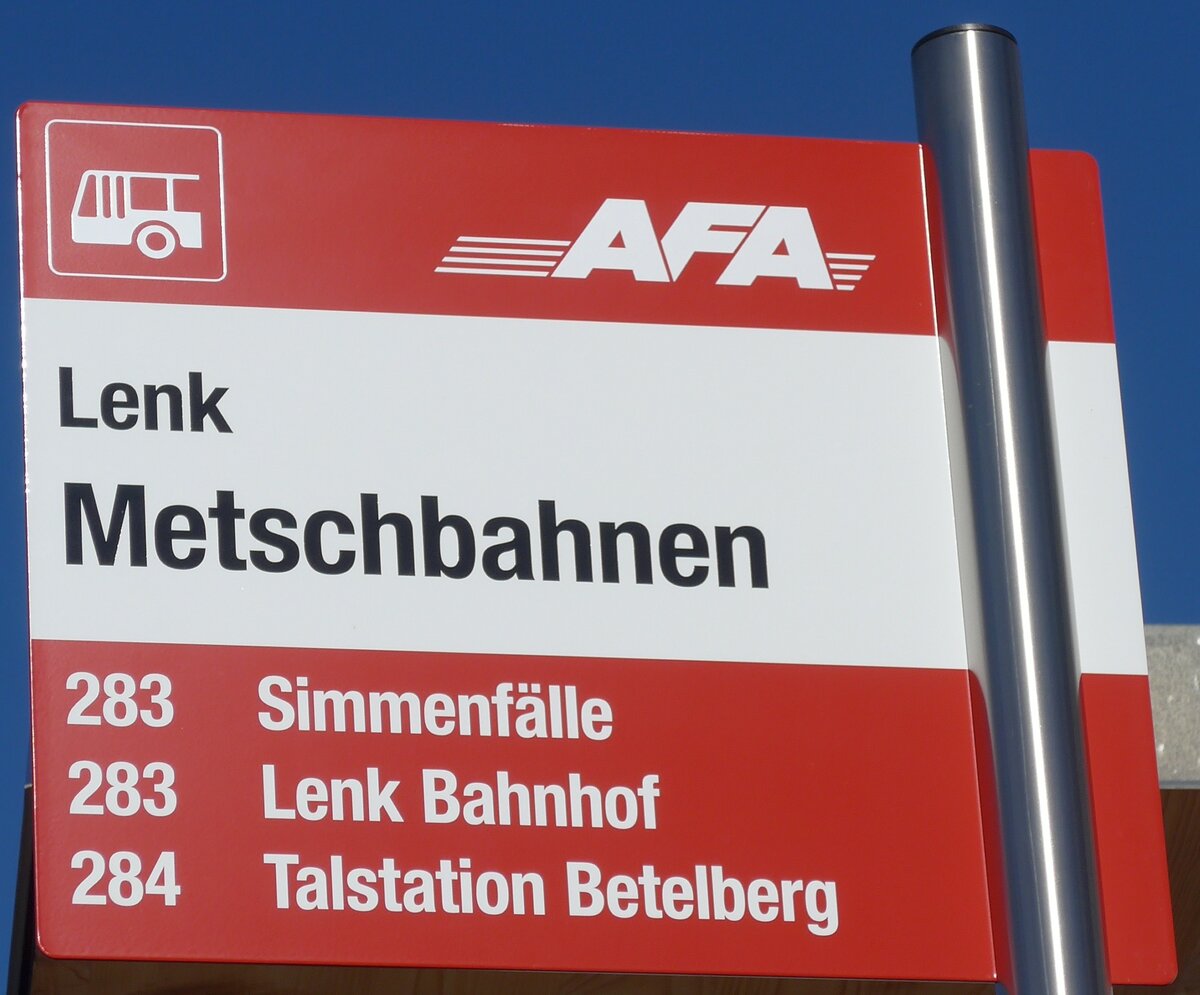 AFA
Lenk
Metschbahnen
283 Simmenfälle
283 Lenk Bahnhof
284 Talstation Betelberg